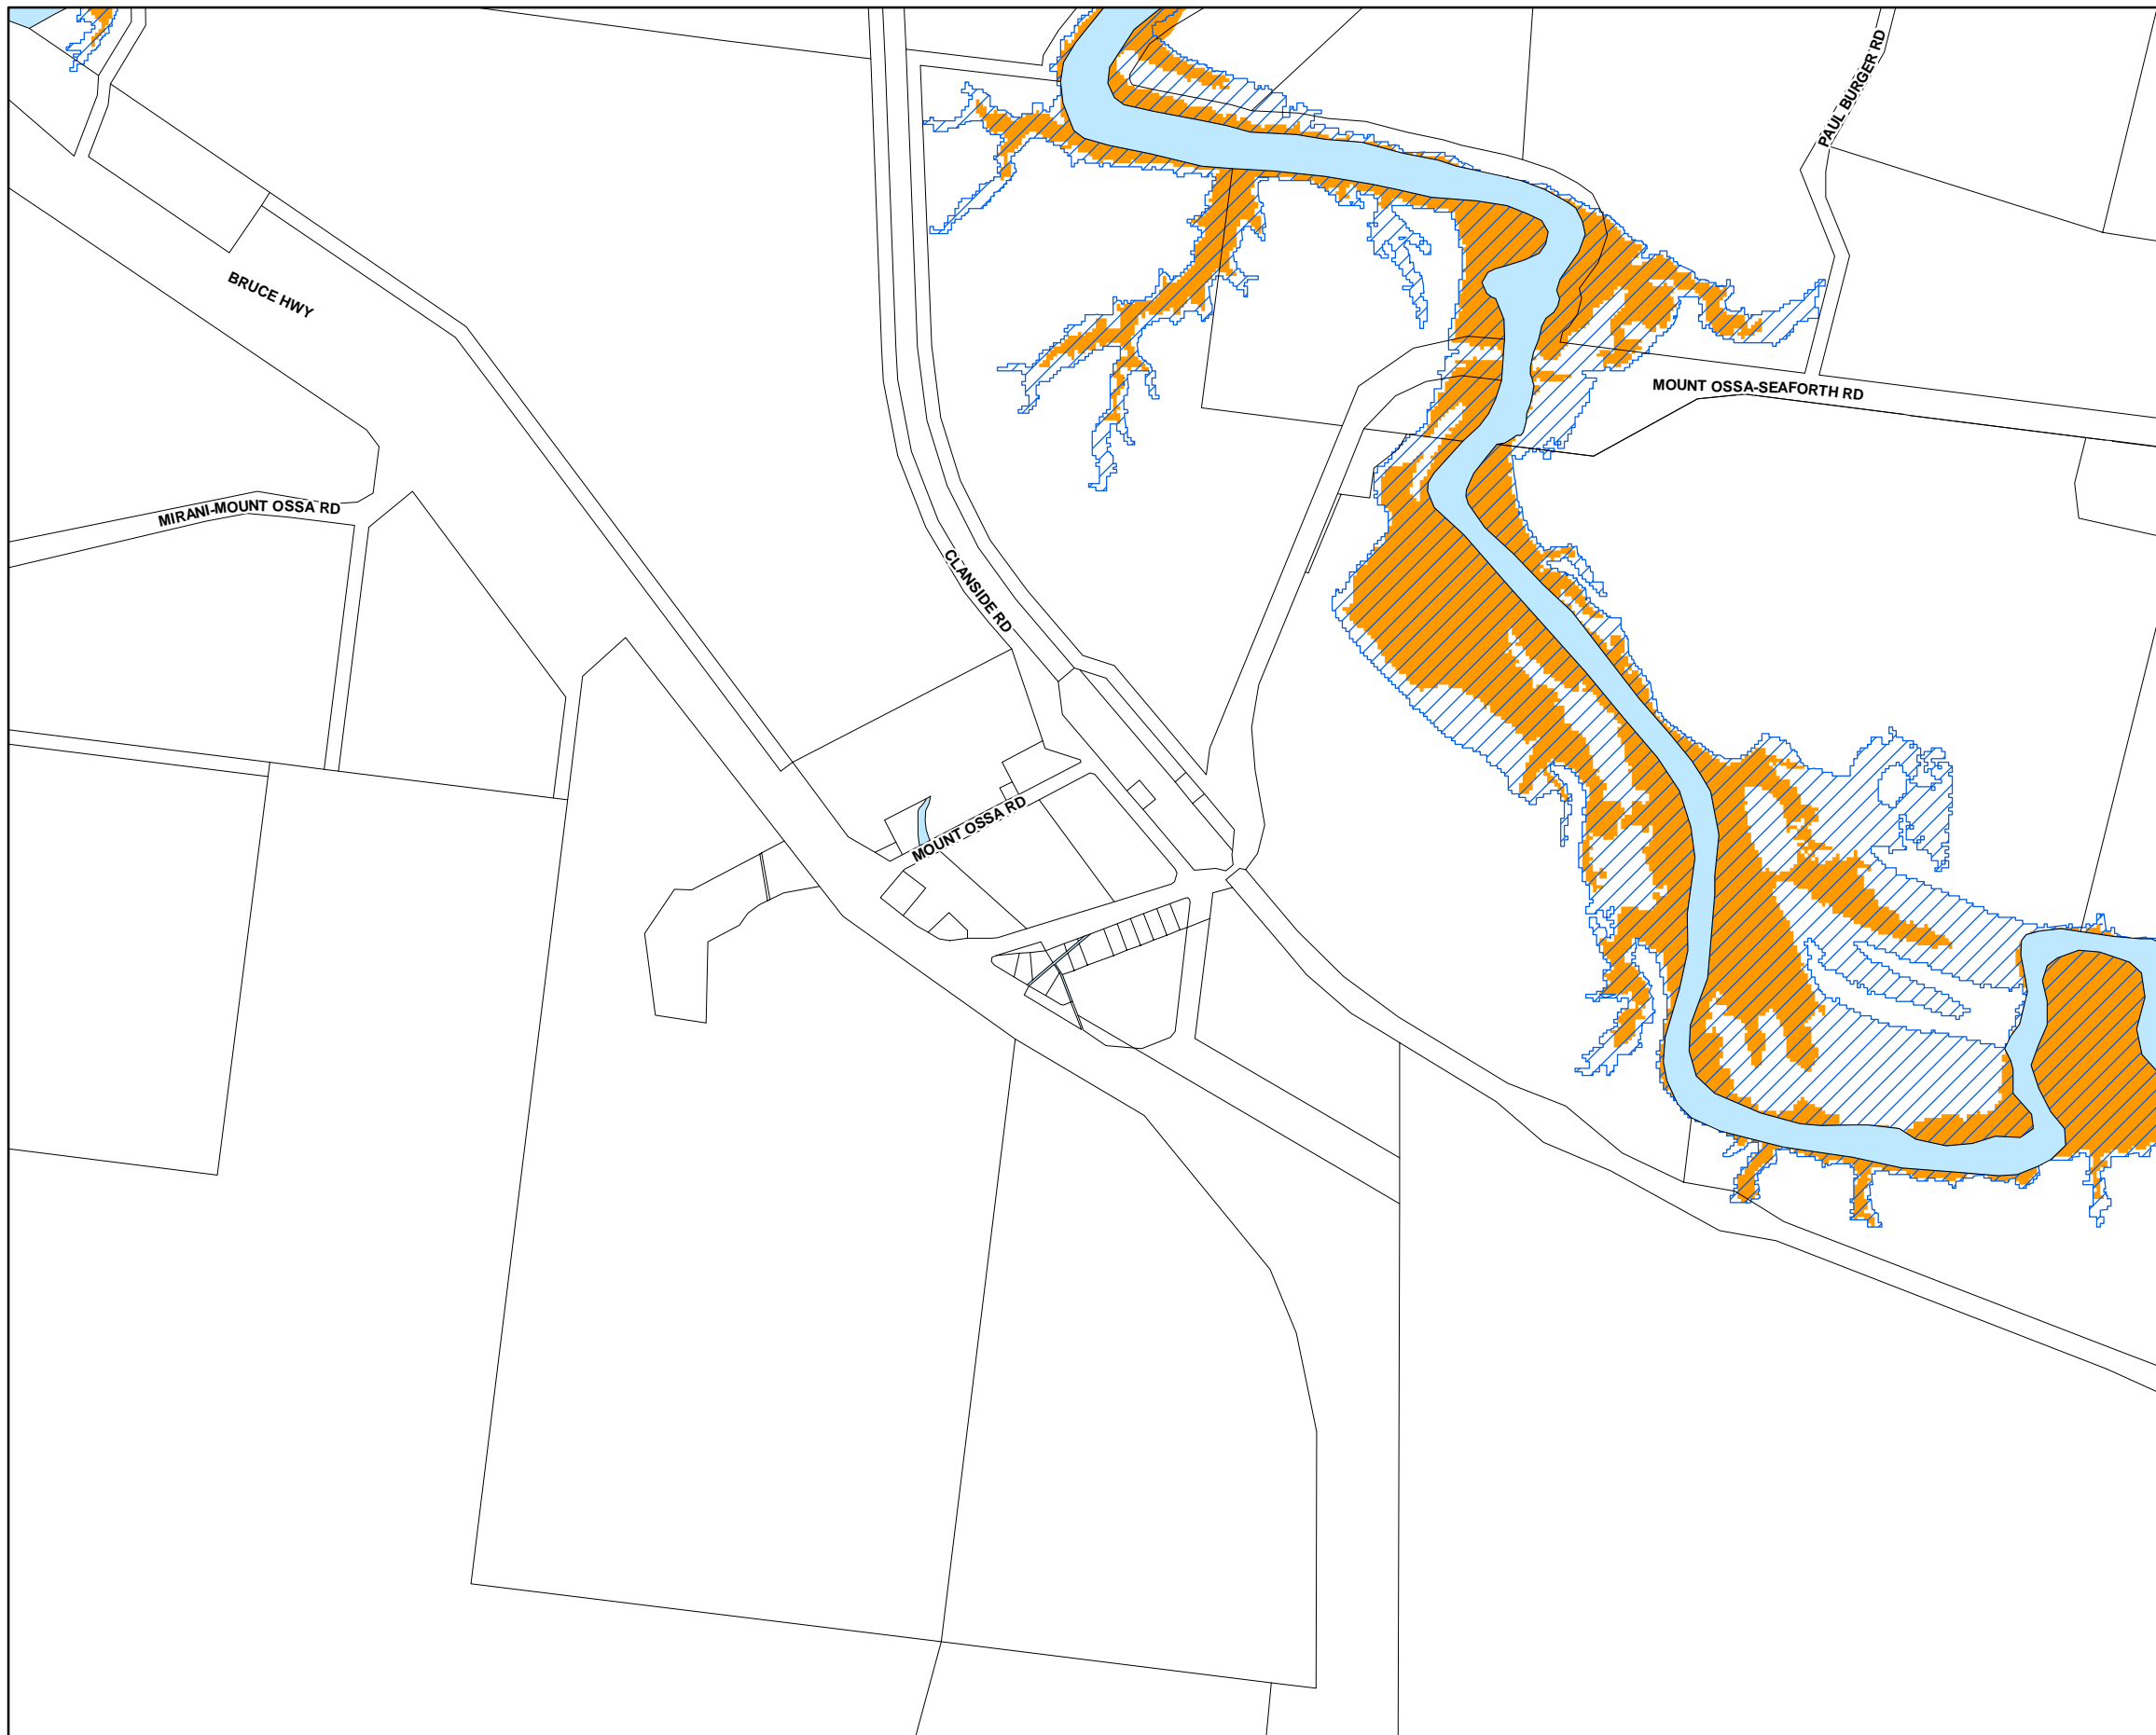 PAUL BURGER RD
BRUCE HWY
MOUNT OSSA-SEAFORTH RD
MIRANI-MOUNT OSSA RD
CLANSIDE RD
MOUNT OSSA RD